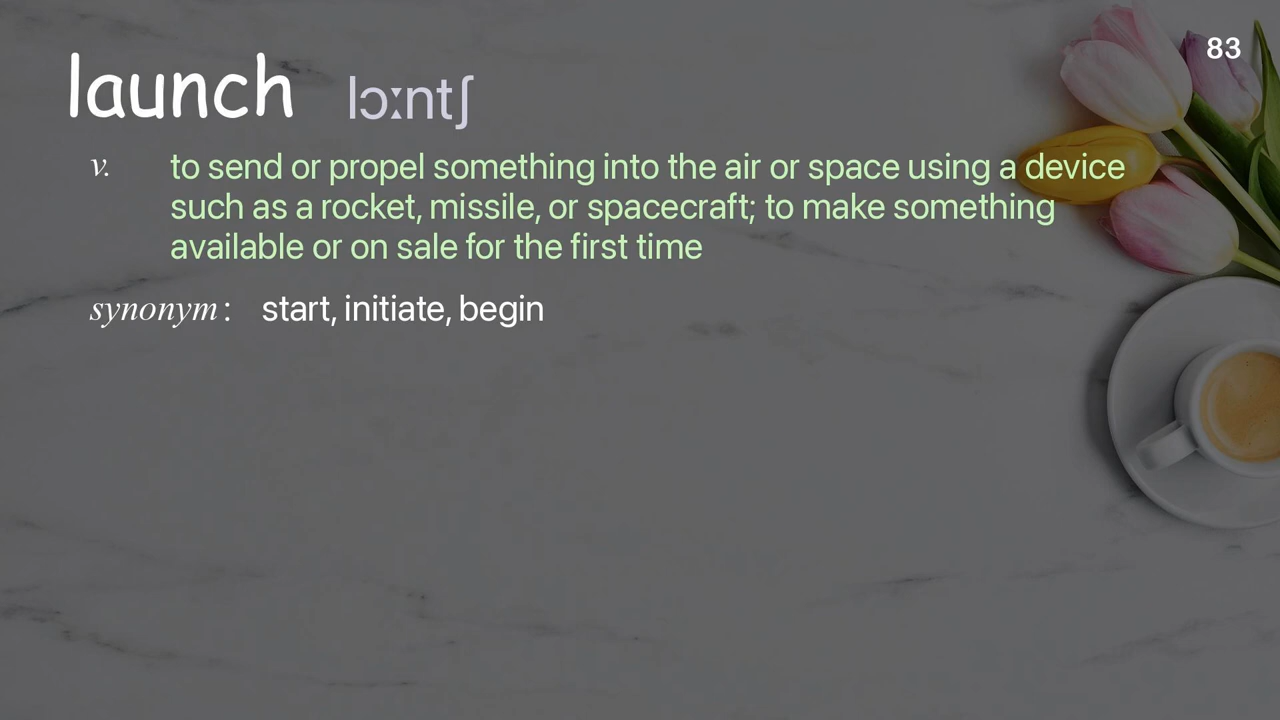 83
launch lɔːntʃ
v. to send or propel something into the air or space using a device
such as a rocket, missile, or spacecraft; to make something
available or on sale for the first time
synonym: start, initiate, begin